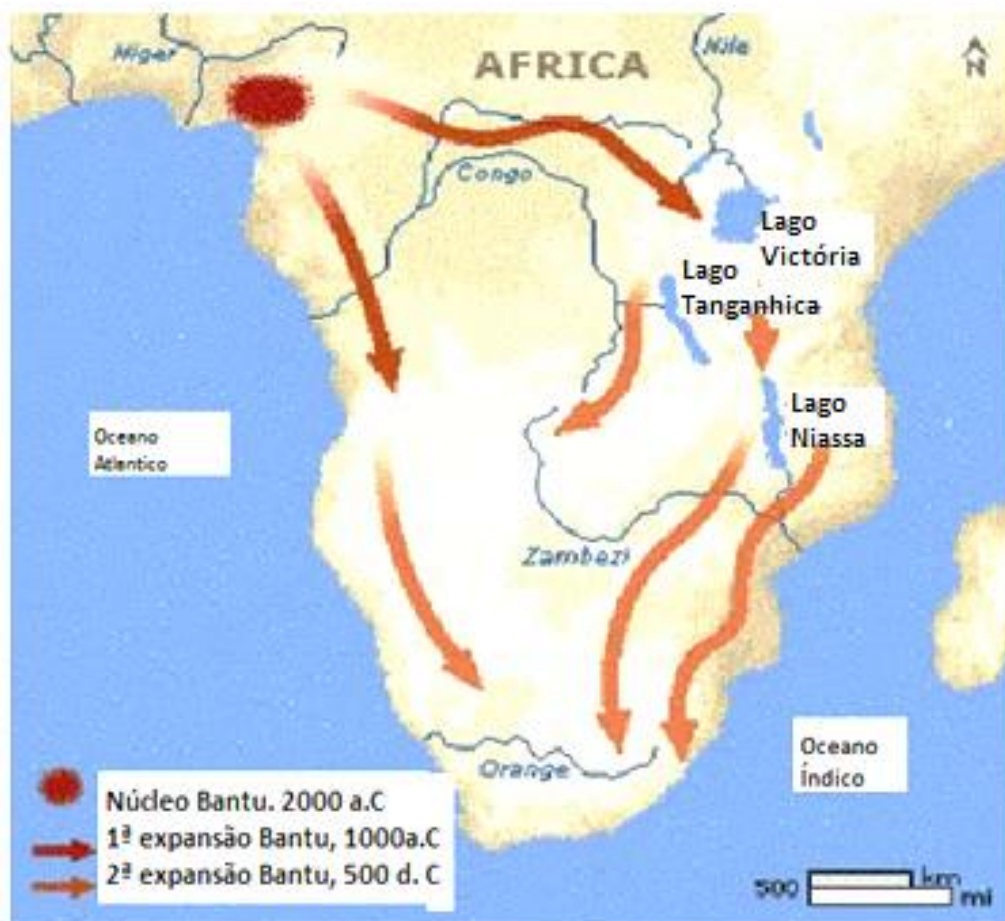 Niger
Nile
AFRICA
N
Congo
Lago
Victória
Lago
Tanganhica
Lago
Niassa
Oceano
Atlantico
Zambezi
Orange
Oceano
Índico
Núcleo Bantu. 2000 a.C
1ª expansão Bantu, 1000a.C
2ª expansão Bantu, 500 d. C
500 km
mi